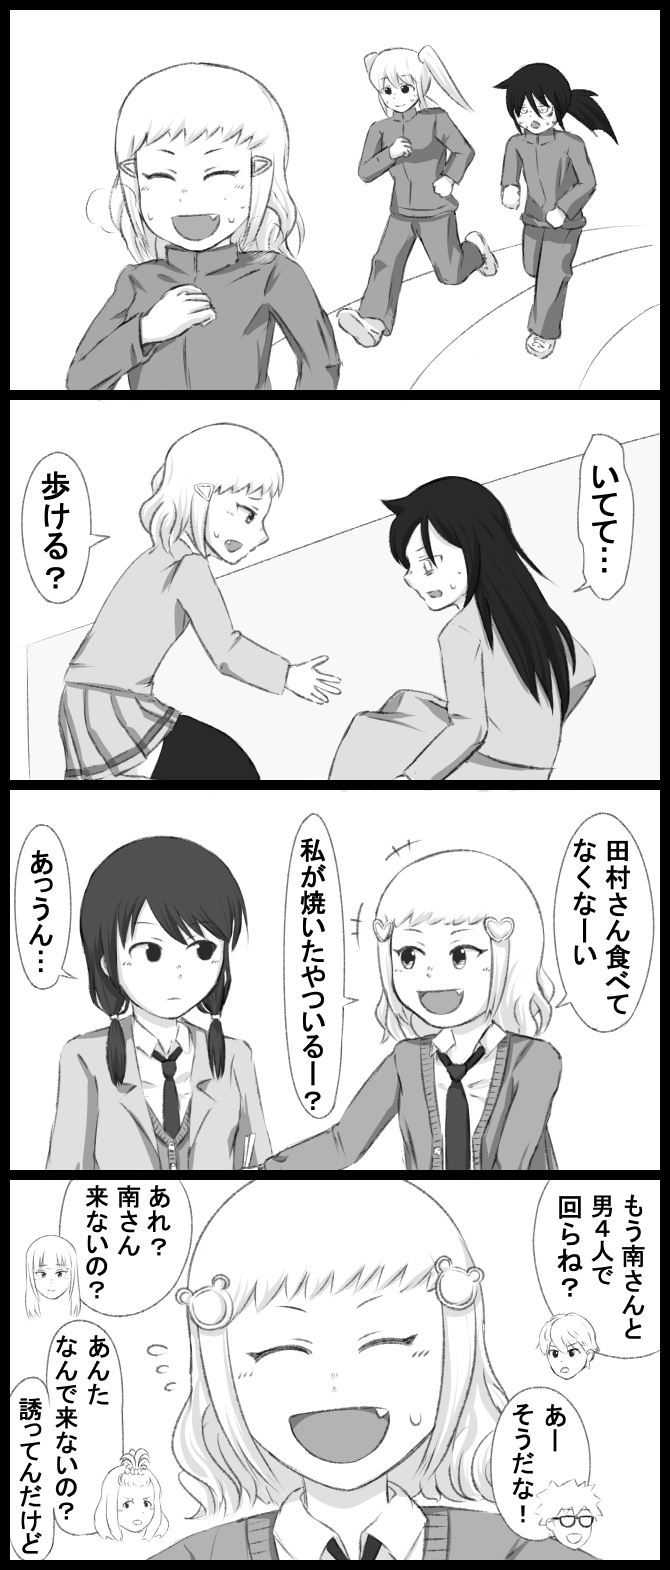 いてて…
歩ける？
田村さん食べて
なくなーい
私が焼いたやついるー？
あっうん…
もう南さんと
男４人で
回らね？
あー
そうだな！
あれ？
南さん
来ないの？
あんた
なんで来ないの？
誘ってんだけど